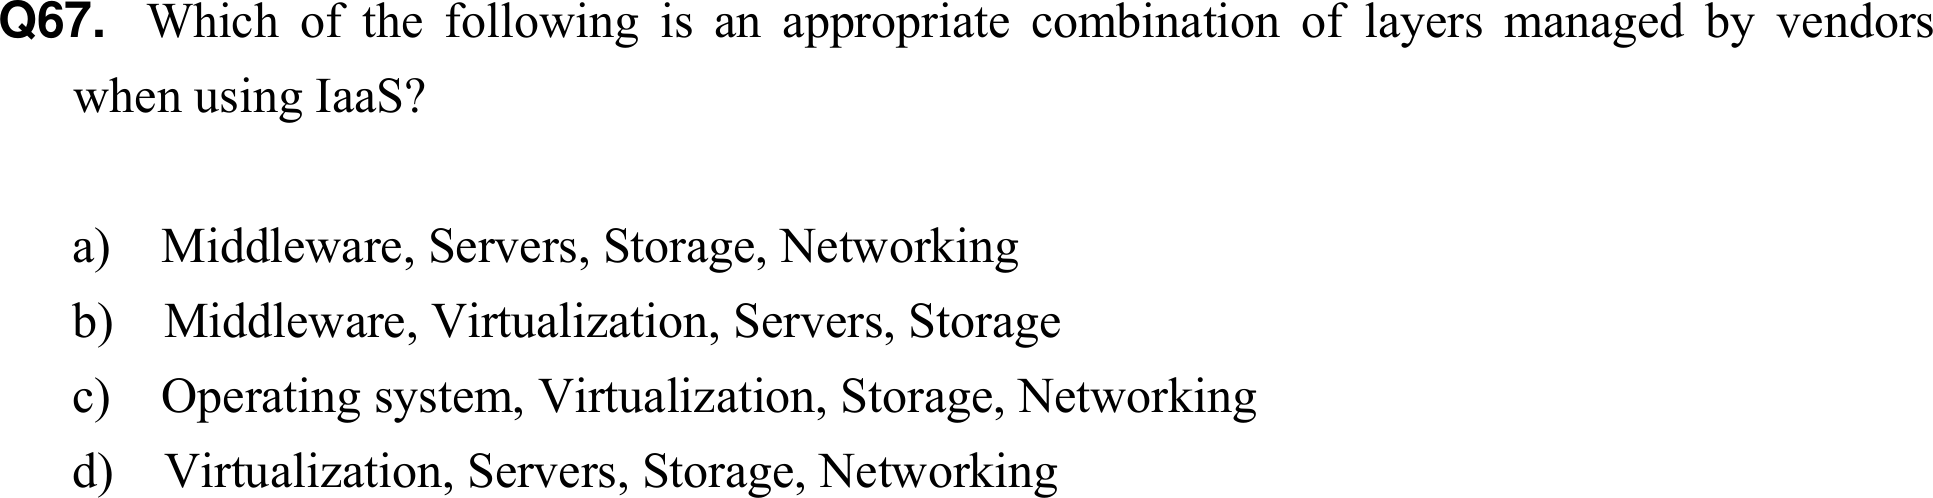 Q67. Which of the following is an appropriate combination of layers managed by vendors
when using IaaS?
a) Middleware, Servers, Storage, Networking
b) Middleware, Virtualization, Servers, Storage
c) Operating system, Virtualization, Storage, Networking
d) Virtualization, Servers, Storage, Networking